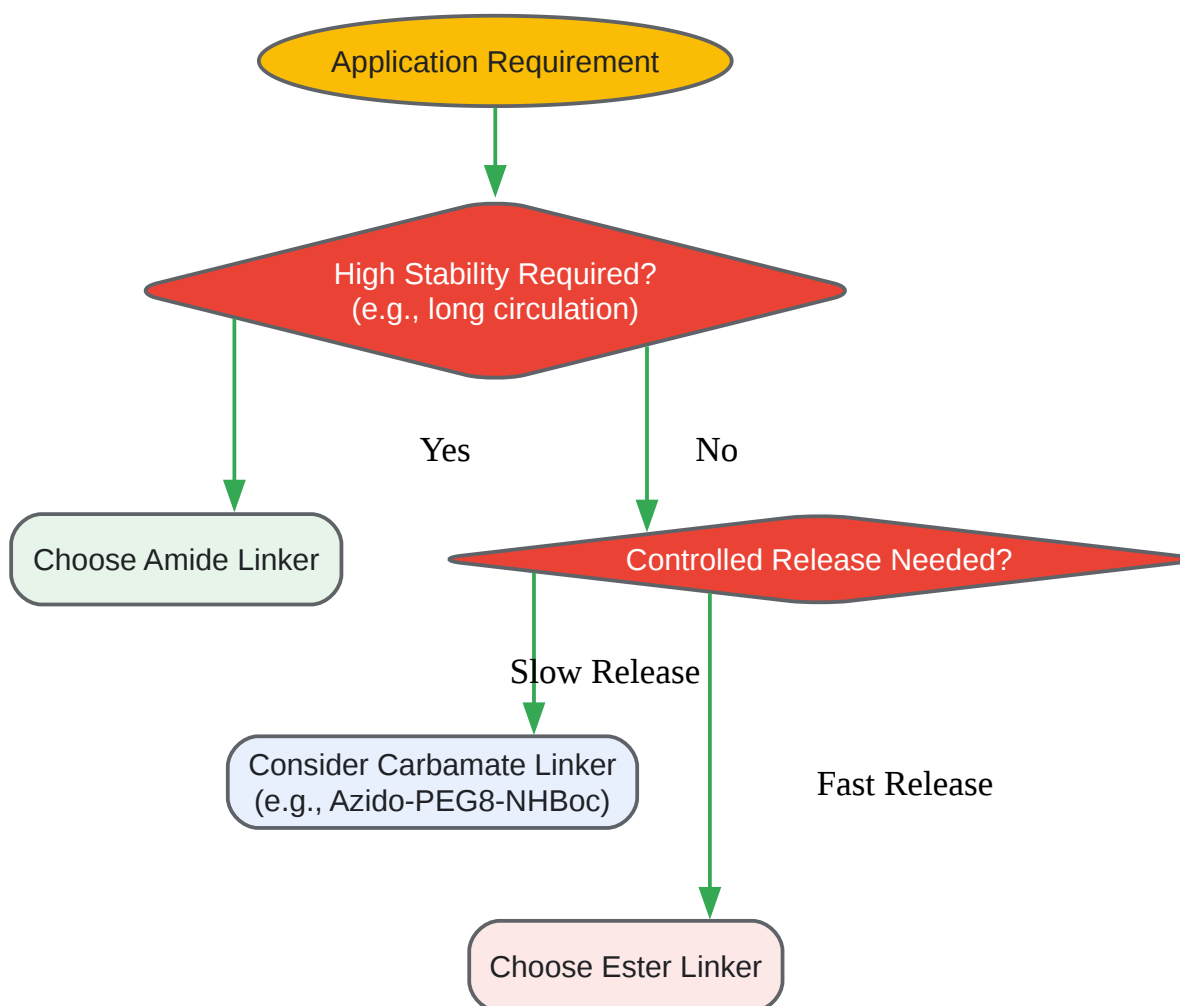 Application Requirement
High Stability Required?
(e.g., long circulation)
Yes
No
Choose Amide Linker
Controlled Release Needed?
Slow Release
Consider Carbamate Linker
(e.g., Azido-PEG8-NHBoc)
Fast Release
Choose Ester Linker